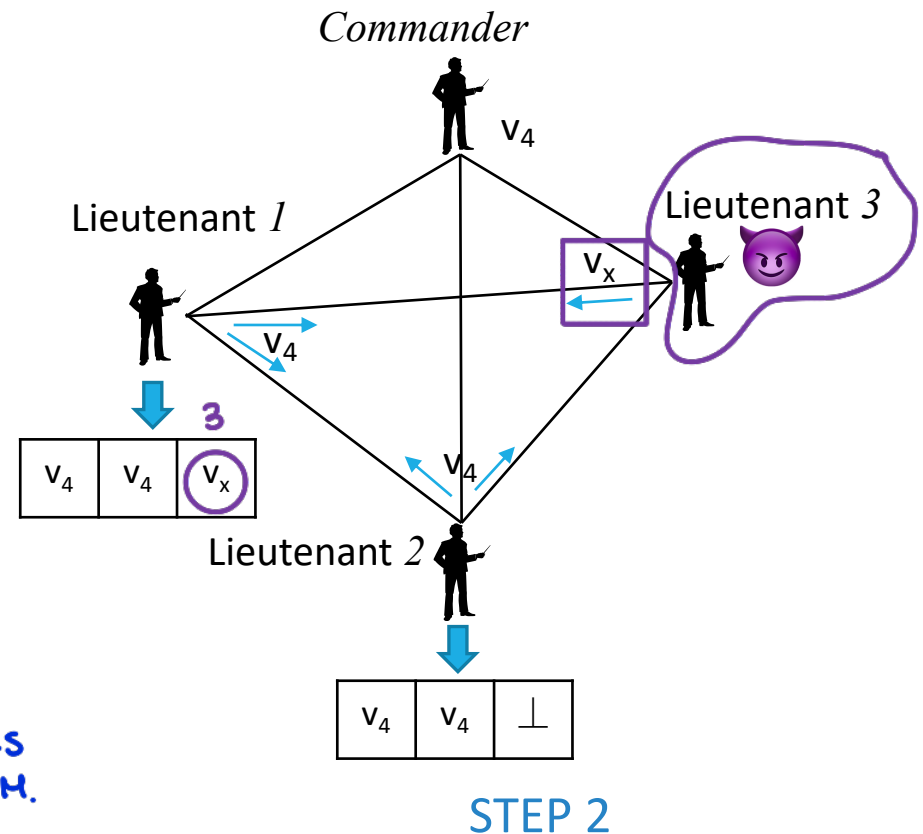 Commander
v₄
Lieutenant 1
Lieutenant 3
vₓ
v₄
3
v₄ v₄ vₓ
v₄
Lieutenant 2
v₄ v₄ ⊥
STEP 2